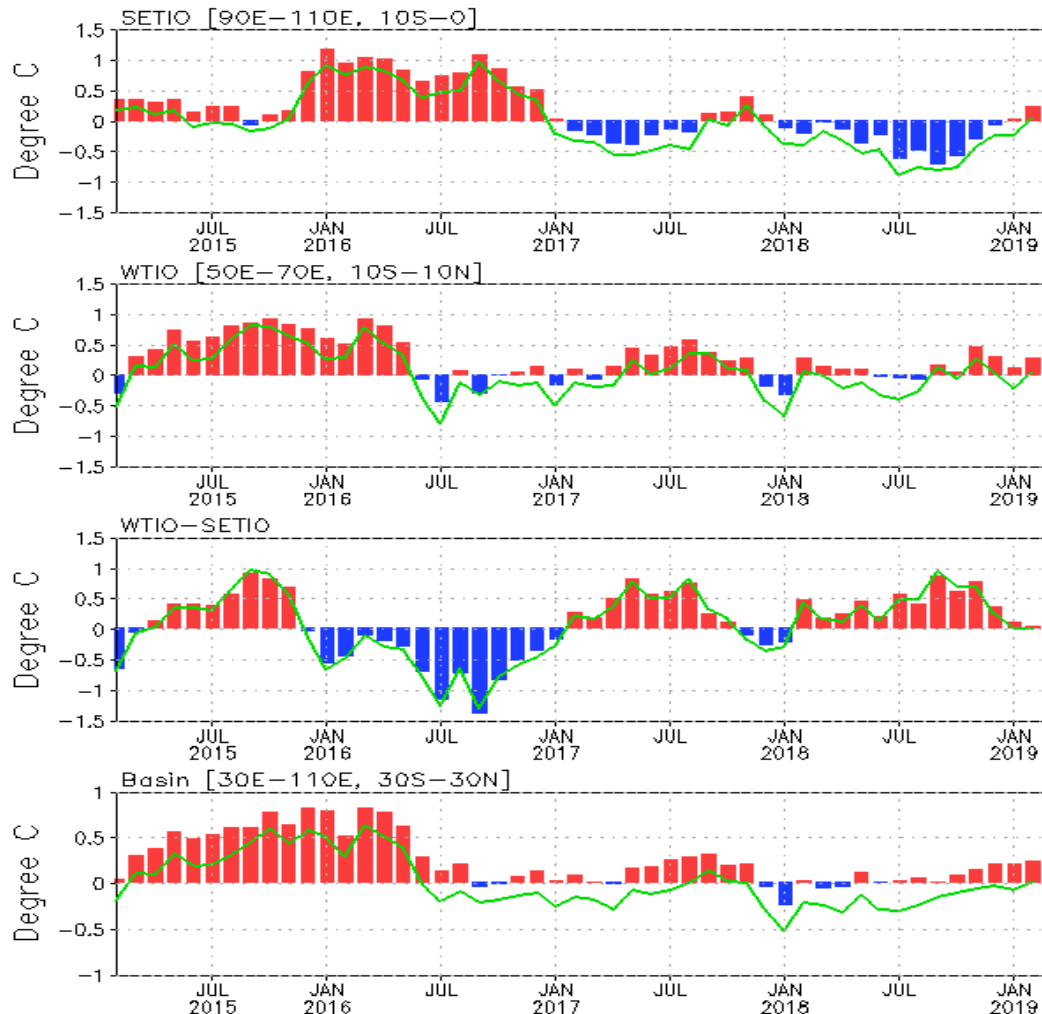 SETIO [90E−110E, 10S−0]
Degree C
1.5
1
0.5
0
−0.5
−1
−1.5
JUL JAN JUL JAN JUL JAN JUL JAN
2015 2016 2017 2018 2019
WTIO [50E−70E, 10S−10N]
Degree C
1.5
1
0.5
0
−0.5
−1
−1.5
JUL JAN JUL JAN JUL JAN JUL JAN
2015 2016 2017 2018 2019
WTIO−SETIO
Degree C
1.5
1
0.5
0
−0.5
−1
−1.5
JUL JAN JUL JAN JUL JAN JUL JAN
2015 2016 2017 2018 2019
Basin [30E−110E, 30S−30N]
Degree C
1
0.5
0
−0.5
−1
JUL JAN JUL JAN JUL JAN JUL JAN
2015 2016 2017 2018 2019